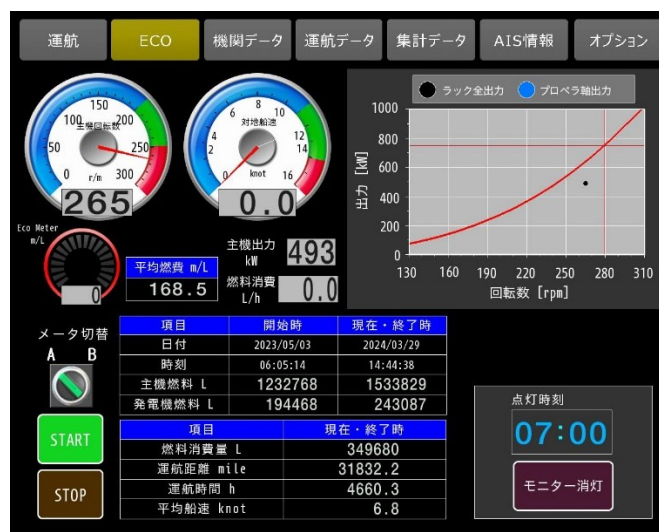 運航 ECO 機関データ 運航データ 集計データ AIS情報 オプション
主機回転数
0 50 100 150 200 250 300
r/m
265
対地船速
0 2 4 6 8 10 12 14 16
knot
0.0
Eco Meter
m/L
0
平均燃費 m/L
168.5
主機出力
kW
493
燃料消費
L/h
0.0
ラック全出力 プロペラ軸出力
出力 [kW]
1000
800
600
400
200
0
130 160 190 220 250 280 310
回転数 [rpm]
メータ切替
A B
START
STOP
項目 開始時 現在・終了時
日付 2023/05/03 2024/03/29
時刻 06:05:14 14:44:38
主機燃料 L 1232768 1533829
発電機燃料 L 194468 243087
項目 現在・終了時
燃料消費量 L 349680
運航距離 mile 31832.2
運航時間 h 4660.3
平均船速 knot 6.8
点灯時刻
07:00
モニター消灯